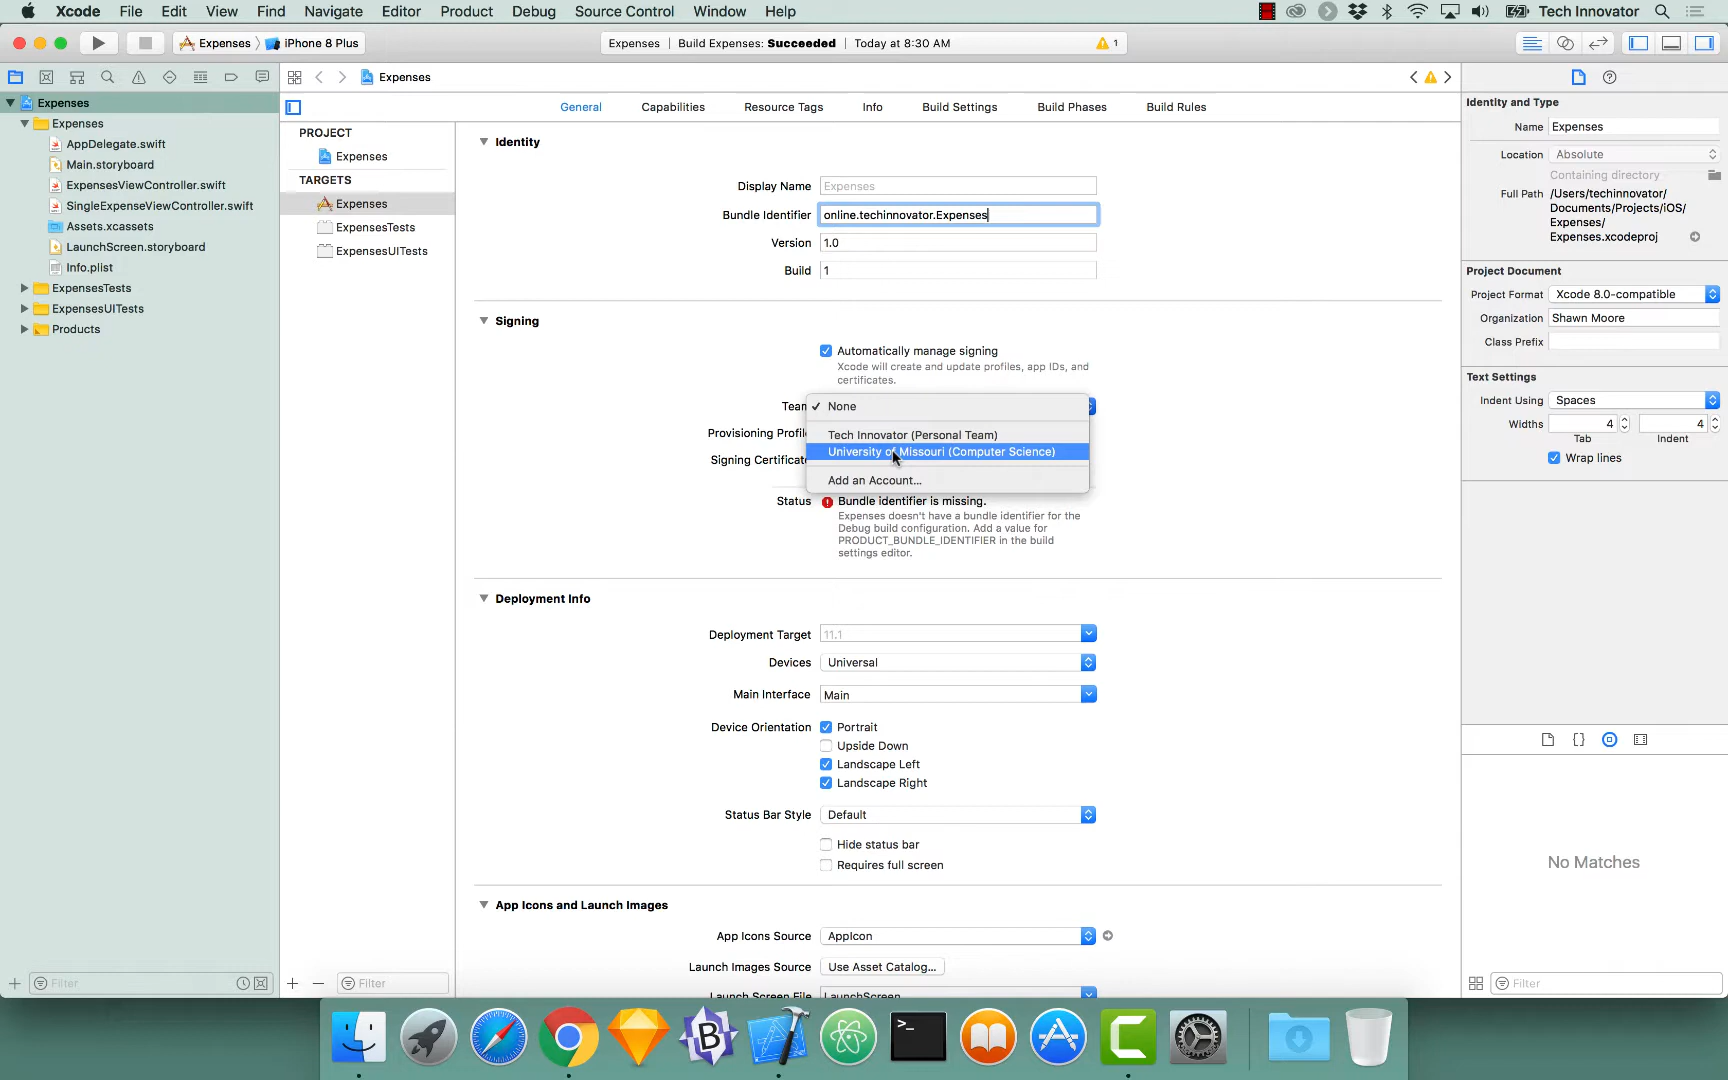 Xcode File Edit View Find Navigate Editor Product Debug Source Control Window Help Tech Innovator
Expenses iPhone 8 Plus Expenses | Build Expenses: Succeeded | Today at 8:30 AM 1
Expenses
General Capabilities Resource Tags Info Build Settings Build Phases Build Rules
Expenses
Expenses
AppDelegate.swift
Main.storyboard
ExpensesViewController.swift
SingleExpenseViewController.swift
Assets.xcassets
LaunchScreen.storyboard
Info.plist
ExpensesTests
ExpensesUITests
Products
Filter
PROJECT
Expenses
TARGETS
Expenses
ExpensesTests
ExpensesUITests
Filter
Identity
Display Name Expenses
Bundle Identifier online.techinnovator.Expenses
Version 1.0
Build 1
Signing
Automatically manage signing
Xcode will create and update profiles, app IDs, and
certificates.
Team None
Tech Innovator (Personal Team)
Provisioning Profile
University of Missouri (Computer Science)
Signing Certificate
Add an Account...
Status Bundle identifier is missing.
Expenses doesn't have a bundle identifier for the
Debug build configuration. Add a value for
PRODUCT_BUNDLE_IDENTIFIER in the build
settings editor.
Deployment Info
Deployment Target 11.1
Devices Universal
Main Interface Main
Device Orientation Portrait
Upside Down
Landscape Left
Landscape Right
Status Bar Style Default
Hide status bar
Requires full screen
App Icons and Launch Images
App Icons Source AppIcon
Launch Images Source Use Asset Catalog...
Launch Screen File LaunchScreen
Identity and Type
Name Expenses
Location Absolute
Containing directory
Full Path /Users/techinnovator/
Documents/Projects/iOS/
Expenses/
Expenses.xcodeproj
Project Document
Project Format Xcode 8.0-compatible
Organization Shawn Moore
Class Prefix
Text Settings
Indent Using Spaces
Widths 4 4
Tab Indent
Wrap lines
{}
No Matches
Filter
B >_ C